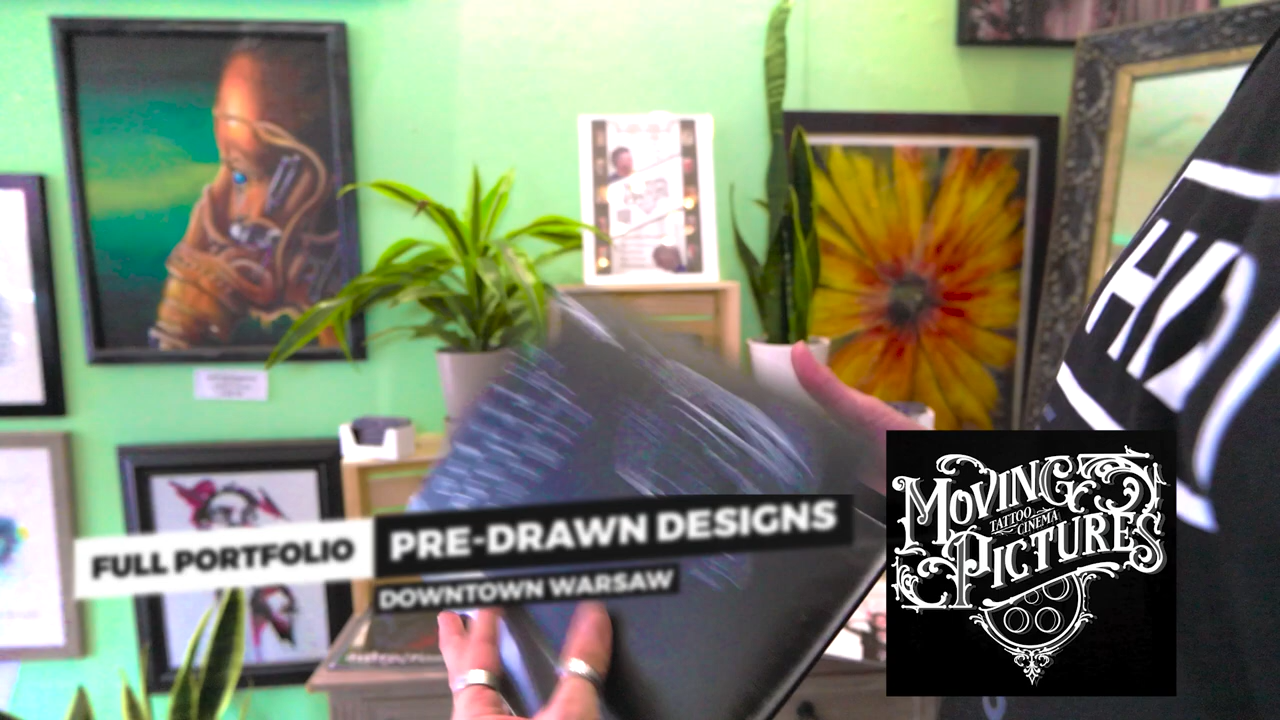 FULL PORTFOLIO
PRE-DRAWN DESIGNS
DOWNTOWN WARSAW
MOVING
TATTOO
CINEMA
PICTURES